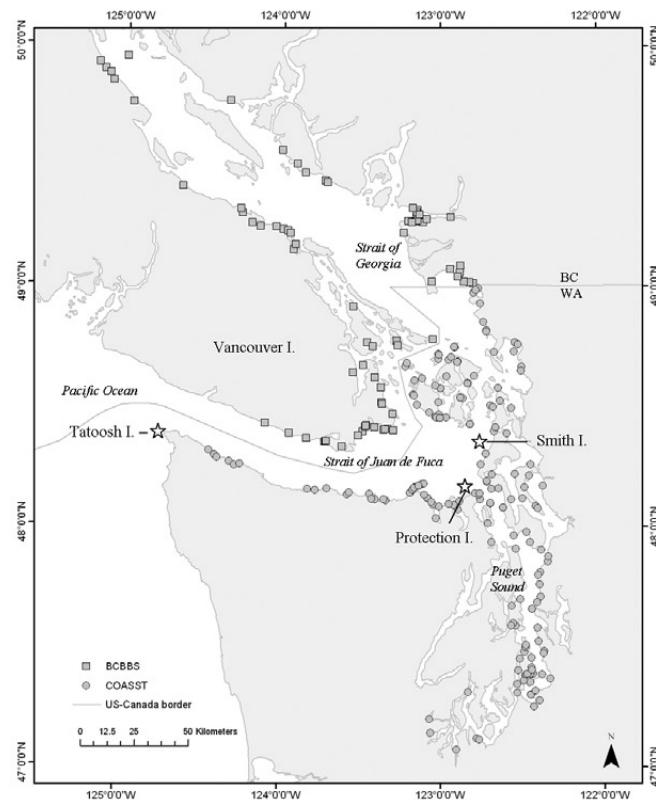 125°0'0"W 124°0'0"W 123°0'0"W 122°0'0"W
50°0'0"N 50°0'0"N
Strait of
Georgia
BC
49°0'0"N 49°0'0"N
WA
Vancouver I.
Pacific Ocean
Tatoosh I.
Smith I.
Strait of Juan de Fuca
48°0'0"N 48°0'0"N
Protection I.
Puget
Sound
BCBBS
COASST
US-Canada border
0 12.5 25 50 Kilometers
N
47°0'0"N 47°0'0"N
125°0'0"W 124°0'0"W 123°0'0"W 122°0'0"W